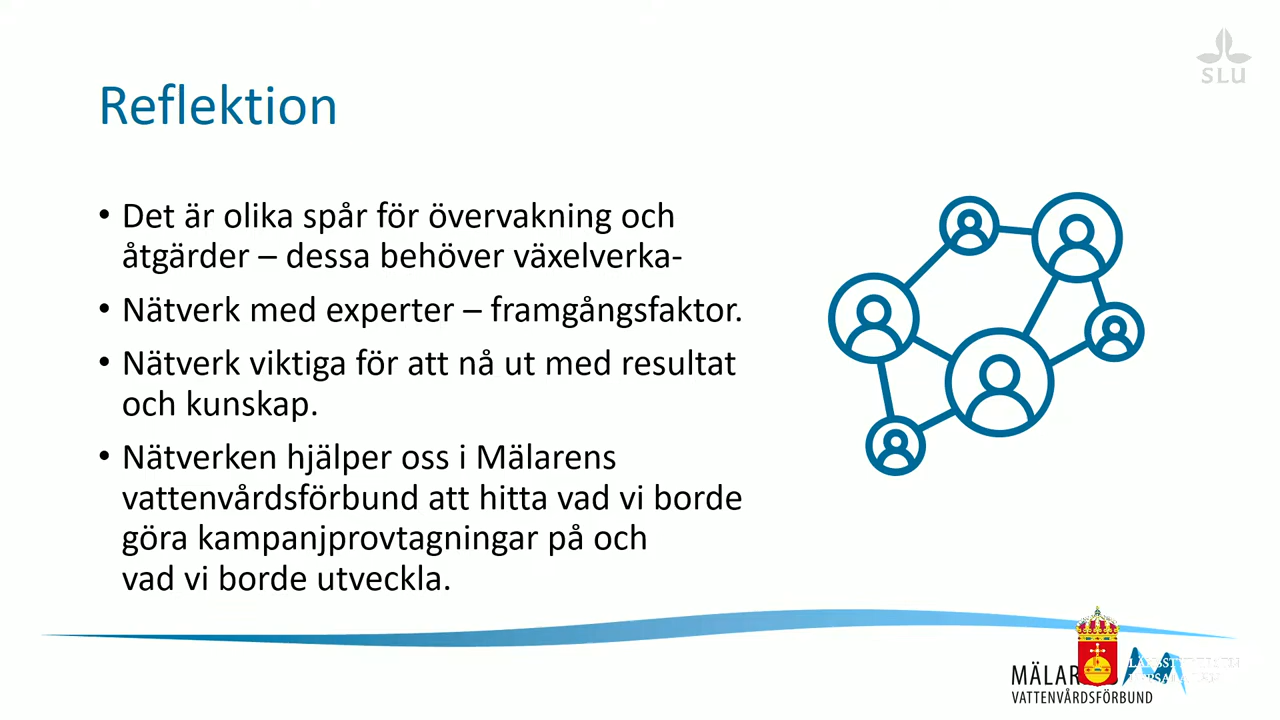 SLU
Reflektion
• Det är olika spår för övervakning och
åtgärder – dessa behöver växelverka-
• Nätverk med experter – framgångsfaktor.
• Nätverk viktiga för att nå ut med resultat
och kunskap.
• Nätverken hjälper oss i Mälarens
vattenvårdsförbund att hitta vad vi borde
göra kampanjprovtagningar på och
vad vi borde utveckla.
VATTENVÅRDSFÖRBUND